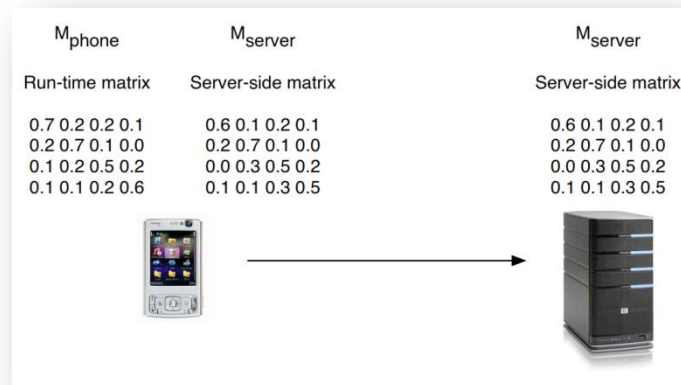 Mphone
Run-time matrix
0.7 0.2 0.2 0.1
0.2 0.7 0.1 0.0
0.1 0.2 0.5 0.2
0.1 0.1 0.2 0.6
Mserver
Server-side matrix
0.6 0.1 0.2 0.1
0.2 0.7 0.1 0.0
0.0 0.3 0.5 0.2
0.1 0.1 0.3 0.5
Mserver
Server-side matrix
0.6 0.1 0.2 0.1
0.2 0.7 0.1 0.0
0.0 0.3 0.5 0.2
0.1 0.1 0.3 0.5